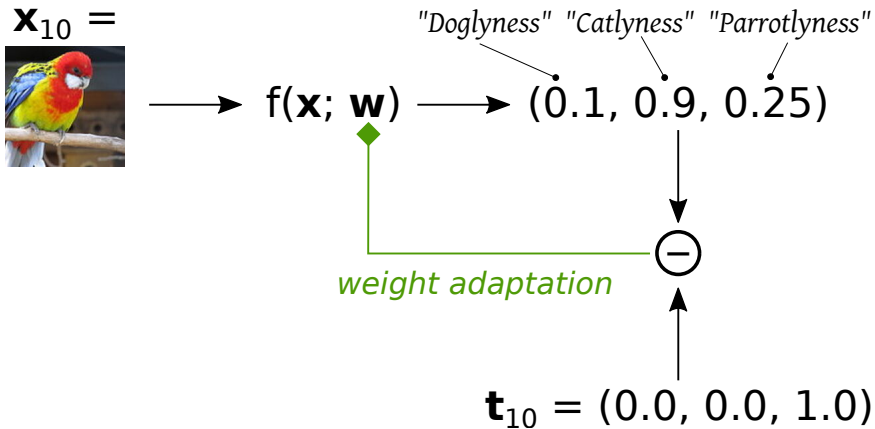 x₁₀ =
"Doglyness" "Catlyness" "Parrotlyness"
f(x; w)
(0.1, 0.9, 0.25)
−
weight adaptation
t₁₀ = (0.0, 0.0, 1.0)